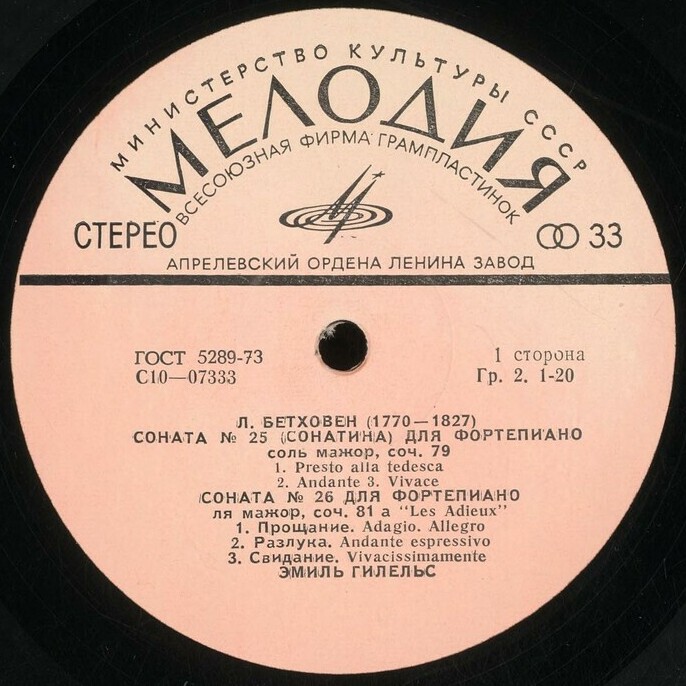 МИНИСТЕРСТВО КУЛЬТУРЫ СССР
МЕЛОДИЯ
ВСЕСОЮЗНАЯ ФИРМА ГРАМПЛАСТИНОК
СТЕРЕО
33
АПРЕЛЕВСКИЙ ОРДЕНА ЛЕНИНА ЗАВОД
ГОСТ 5289-73
1 сторона
С10—07333
Гр. 2. 1-20
Л. БЕТХОВЕН (1770—1827)
СОНАТА № 25 (СОНАТИНА) ДЛЯ ФОРТЕПИАНО
соль мажор, соч. 79
1. Presto alla tedesca
2. Andante 3. Vivace
СОНАТА № 26 ДЛЯ ФОРТЕПИАНО
ля мажор, соч. 81 а "Les Adieux"
1. Прощание. Adagio. Allegro
2. Разлука. Andante espressivo
3. Свидание. Vivacissimamente
ЭМИЛЬ ГИЛЕЛЬС